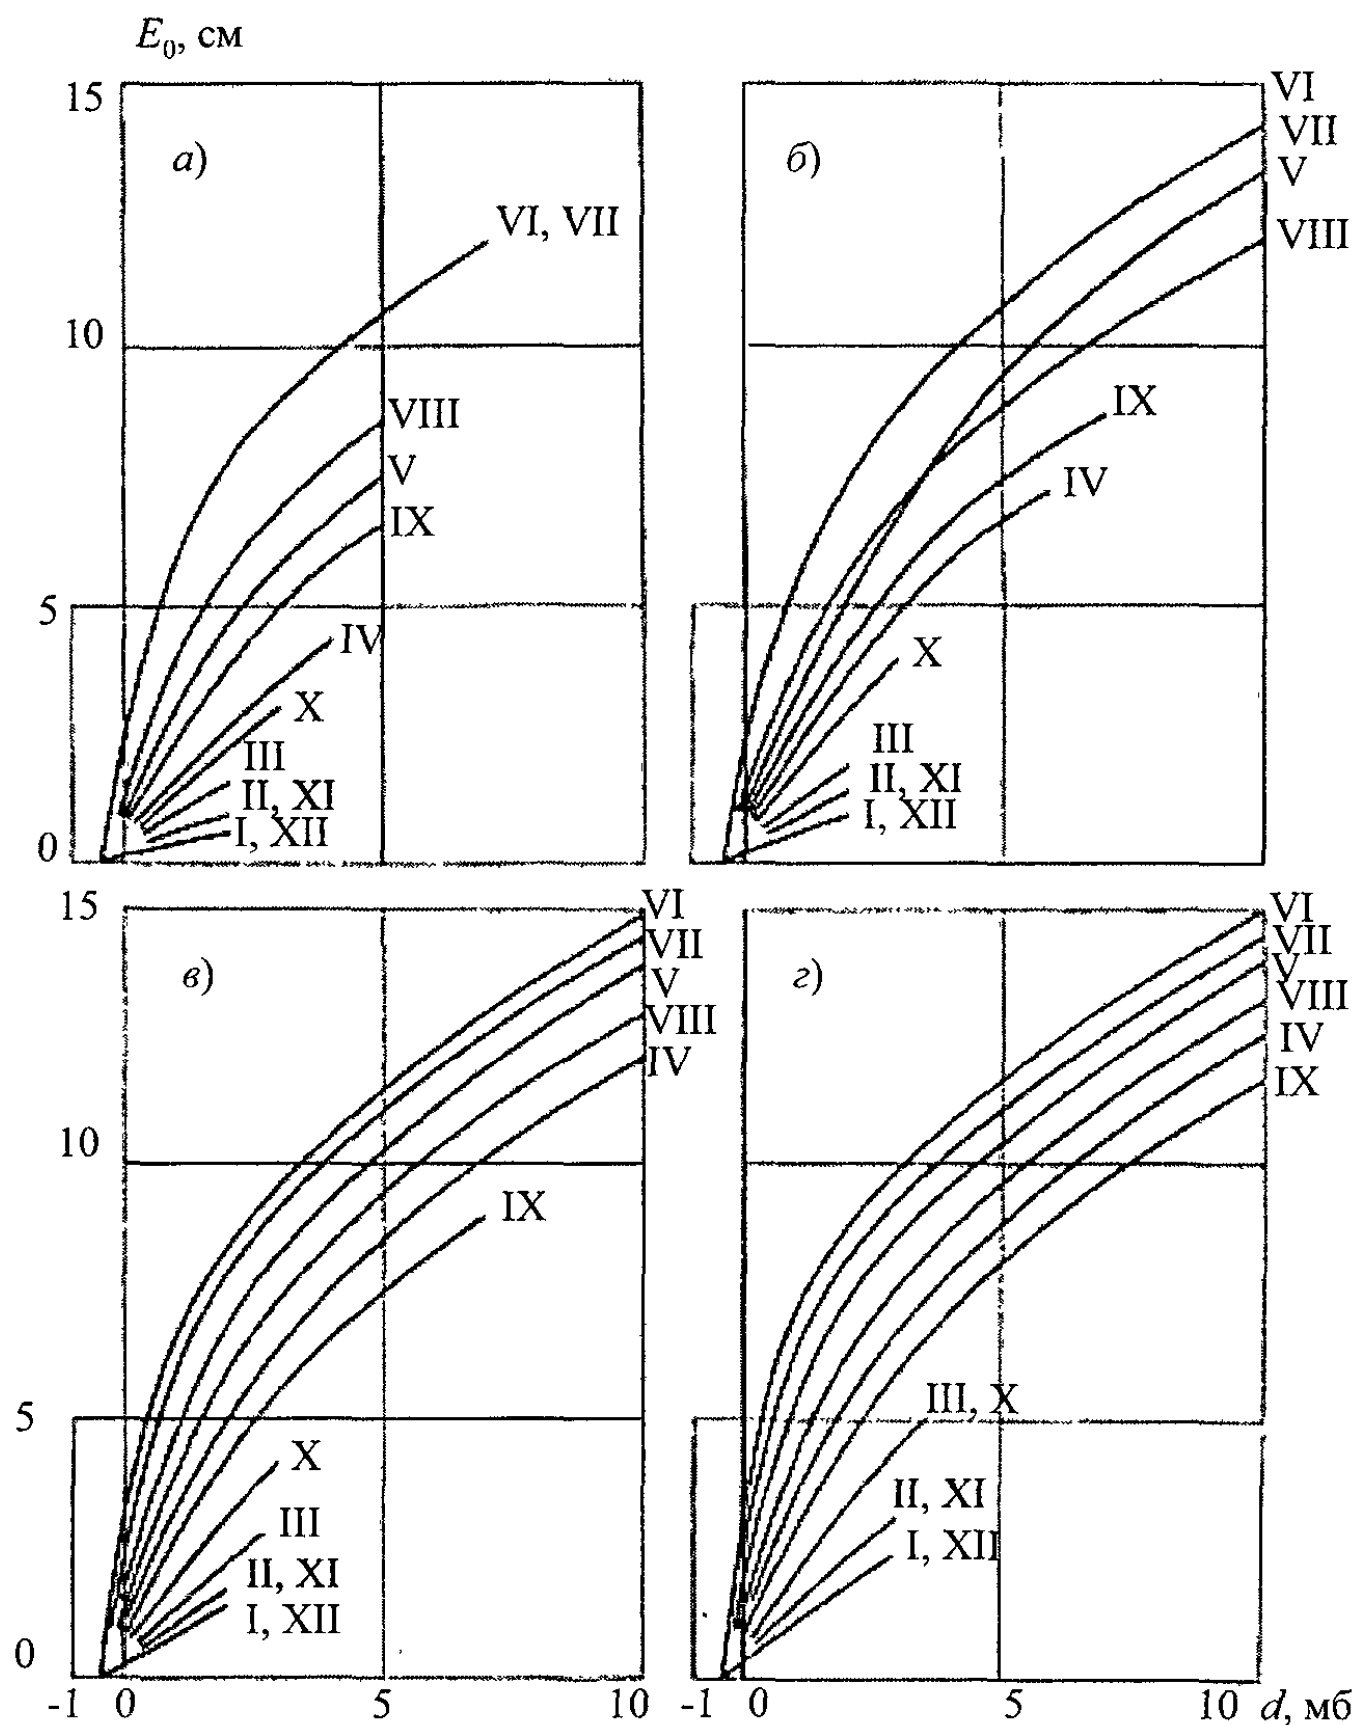 E₀, см
15
а)
VI, VII
10
VIII
V
IX
5
IV
X
III
II, XI
I, XII
0
б)
VI
VII
V
VIII
IX
IV
X
III
II, XI
I, XII
15
в)
VI
VII
V
VIII
IV
10
IX
5
X
III
II, XI
I, XII
0
-1 0 5 10
г)
VI
VII
V
VIII
IV
IX
III, X
II, XI
I, XII
-1 0 5 10 d, мб